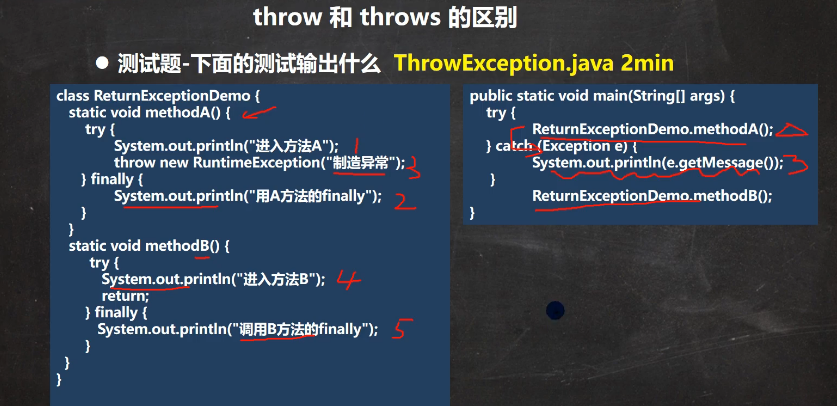 throw 和 throws 的区别
● 测试题-下面的测试输出什么 ThrowException.java 2min
class ReturnExceptionDemo {
static void methodA() {
try {
System.out.println("进入方法A"); 1
throw new RuntimeException("制造异常"); 3
} finally {
System.out.println("用A方法的finally"); 2
}
}
static void methodB() {
try {
System.out.println("进入方法B"); 4
return;
} finally {
System.out.println("调用B方法的finally"); 5
}
}
}
public static void main(String[] args) {
try {
ReturnExceptionDemo.methodA();
} catch (Exception e) {
System.out.println(e.getMessage()); 3
}
ReturnExceptionDemo.methodB();
}